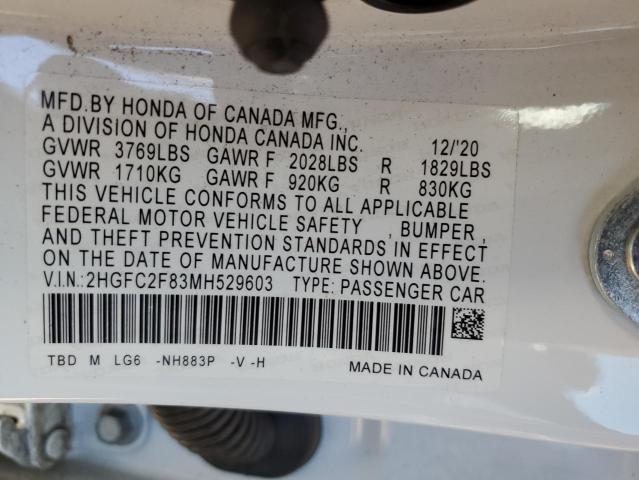 MFD.BY HONDA OF CANADA MFG.,
A DIVISION OF HONDA CANADA INC. 12/'20
GVWR 3769LBS GAWR F 2028LBS R 1829LBS
GVWR 1710KG GAWR F 920KG R 830KG
THIS VEHICLE CONFORMS TO ALL APPLICABLE
FEDERAL MOTOR VEHICLE SAFETY , BUMPER ,
AND THEFT PREVENTION STANDARDS IN EFFECT
ON THE DATE OF MANUFACTURE SHOWN ABOVE.
V.I.N.:2HGFC2F83MH529603 TYPE: PASSENGER CAR
TBD M LG6 -NH883P -V -H MADE IN CANADA